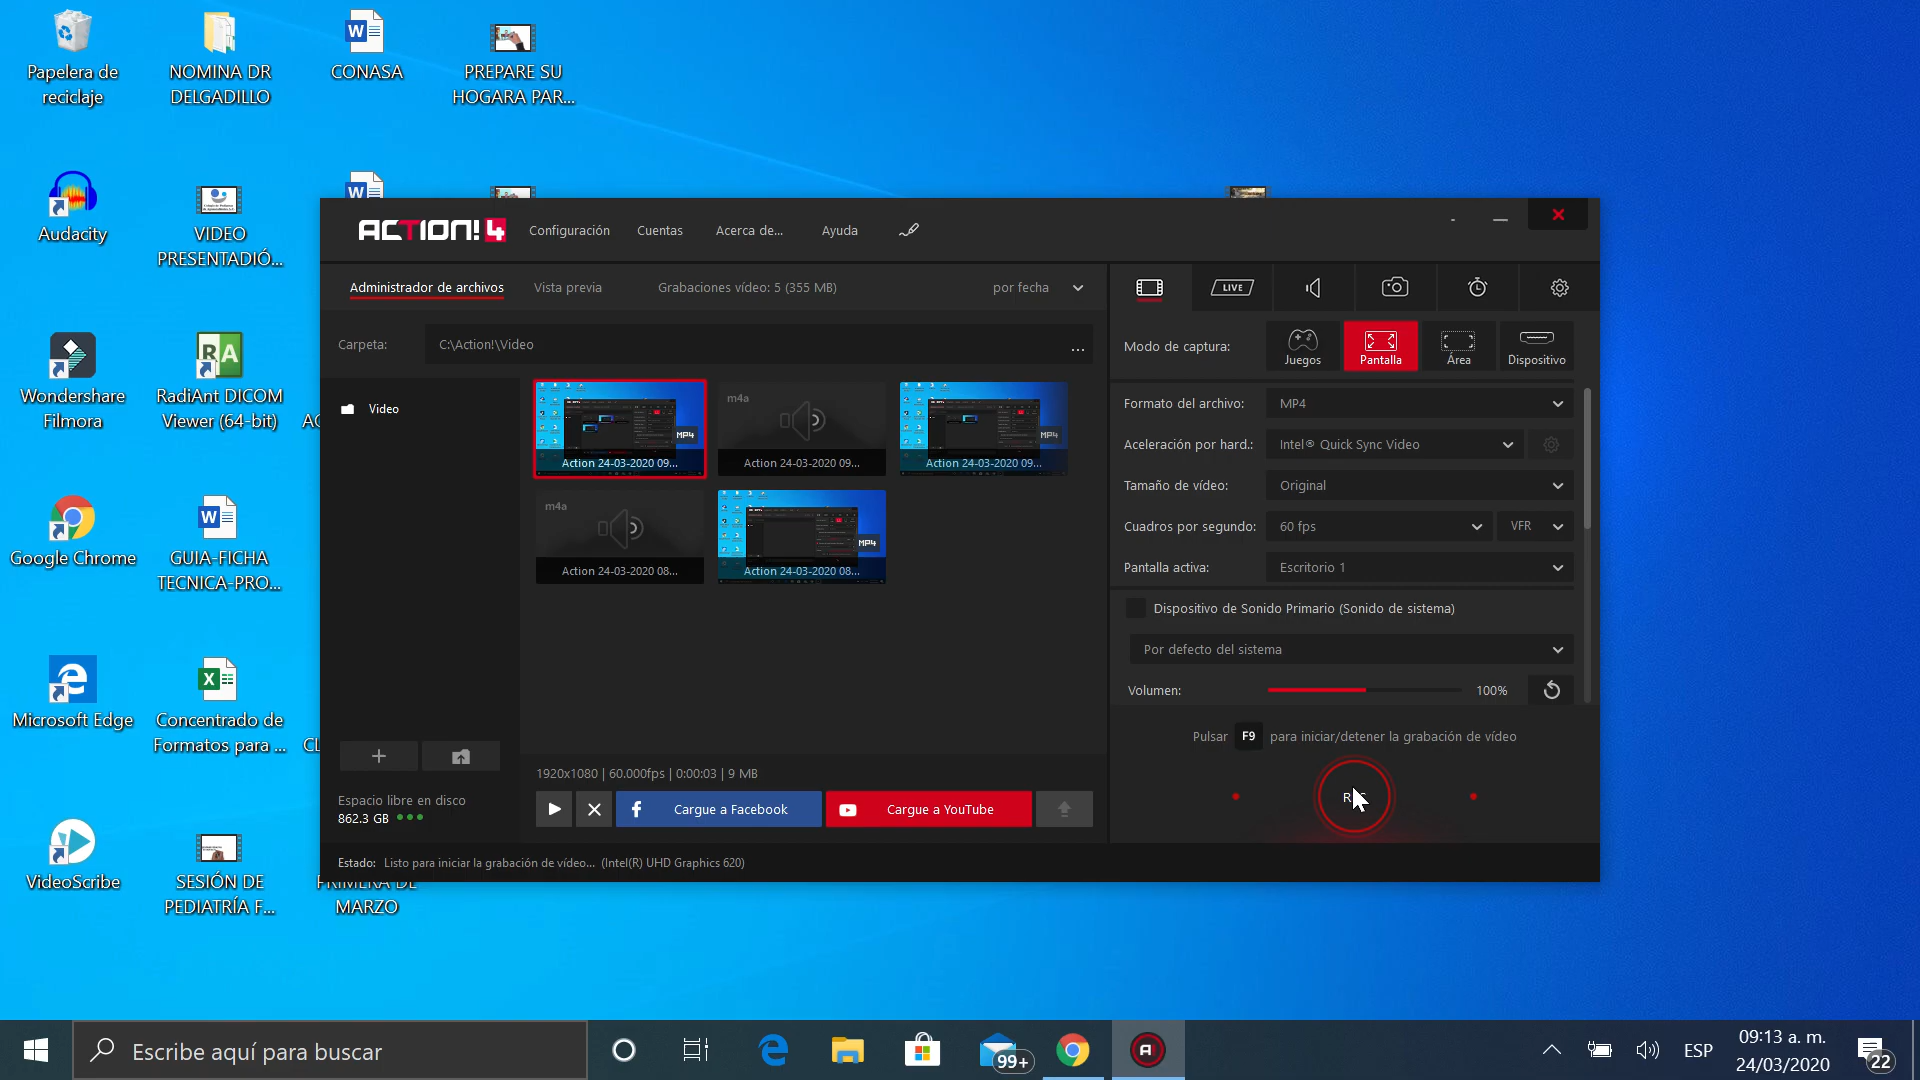 Papelera de
reciclaje
NOMINA DR
DELGADILLO
CONASA
PREPARE SU
HOGARA PAR...
Audacity
VIDEO
PRESENTADIÓ...
Wondershare
Filmora
RadiAnt DICOM
Viewer (64-bit)
Google Chrome
GUIA-FICHA
TECNICA-PRO...
Microsoft Edge
Concentrado de
Formatos para ...
VideoScribe
SESIÓN DE
PEDIATRÍA F...
PRIMERA DE
MARZO
ACTION! 4
Configuración
Cuentas
Acerca de...
Ayuda
Administrador de archivos
Vista previa
Grabaciones vídeo: 5 (355 MB)
por fecha
Carpeta:
C:\Action!\Video
...
Video
MP4
Action 24-03-2020 09...
m4a
Action 24-03-2020 09...
MP4
Action 24-03-2020 09...
m4a
Action 24-03-2020 08...
MP4
Action 24-03-2020 08...
Espacio libre en disco
862.3 GB
1920x1080 | 60.000fps | 0:00:03 | 9 MB
Cargue a Facebook
Cargue a YouTube
Estado: Listo para iniciar la grabación de vídeo... (Intel(R) UHD Graphics 620)
LIVE
Modo de captura:
Juegos
Pantalla
Área
Dispositivo
Formato del archivo:
MP4
Aceleración por hard.:
Intel® Quick Sync Video
Tamaño de vídeo:
Original
Cuadros por segundo:
60 fps
VFR
Pantalla activa:
Escritorio 1
Dispositivo de Sonido Primario (Sonido de sistema)
Por defecto del sistema
Volumen:
100%
Pulsar F9 para iniciar/detener la grabación de vídeo
Escribe aquí para buscar
99+
ESP
09:13 a. m.
24/03/2020
22